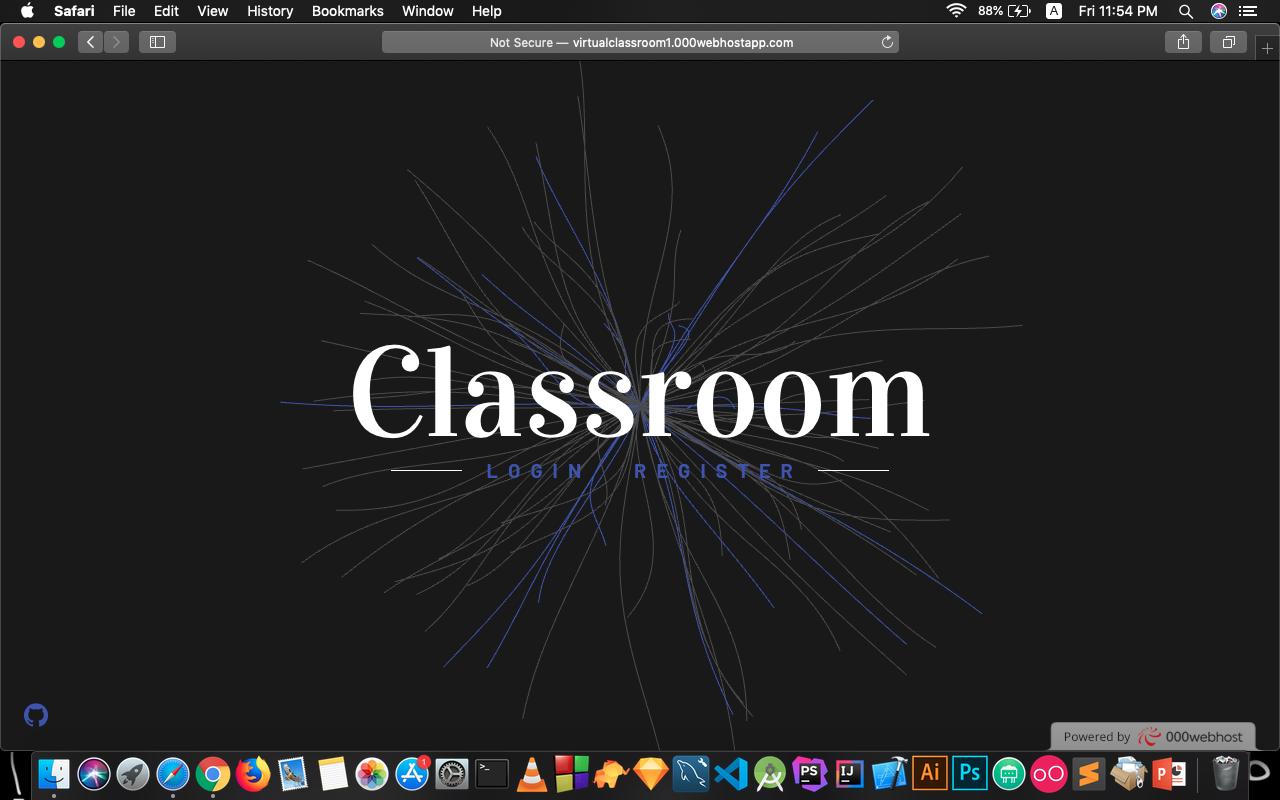 Safari File Edit View History Bookmarks Window Help 88% A Fri 11:54 PM
Not Secure — virtualclassroom1.000webhostapp.com
Classroom
LOGIN REGISTER
Powered by 000webhost
1
>_
PS
IJ
Ai
Ps
P